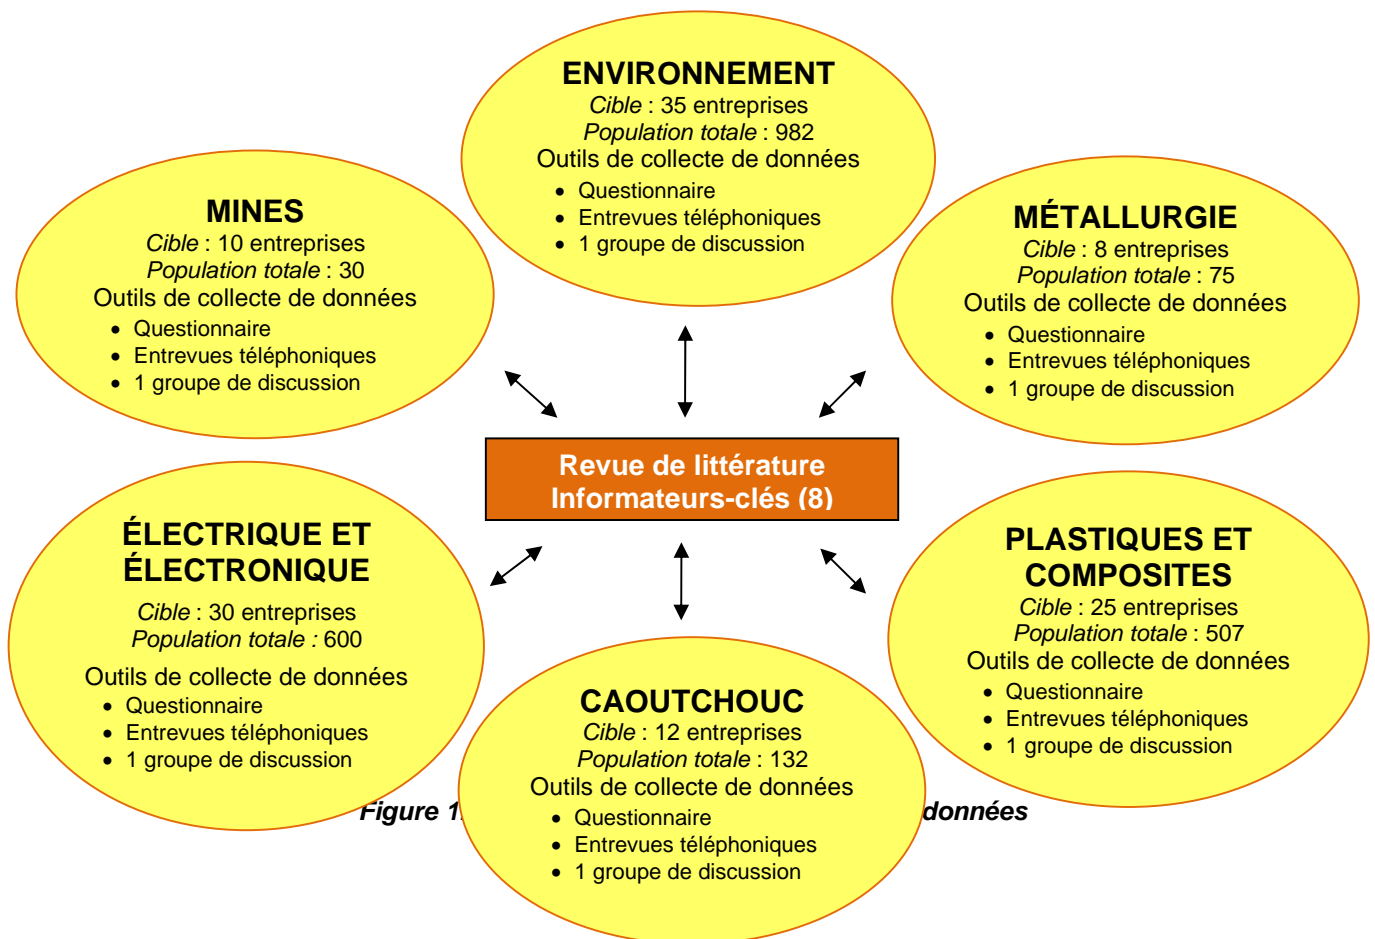 ENVIRONNEMENT
Cible : 35 entreprises
Population totale : 982
Outils de collecte de données
• Questionnaire
• Entrevues téléphoniques
• 1 groupe de discussion
MINES
Cible : 10 entreprises
Population totale : 30
Outils de collecte de données
• Questionnaire
• Entrevues téléphoniques
• 1 groupe de discussion
MÉTALLURGIE
Cible : 8 entreprises
Population totale : 75
Outils de collecte de données
• Questionnaire
• Entrevues téléphoniques
• 1 groupe de discussion
Revue de littérature
Informateurs-clés (8)
ÉLECTRIQUE ET
ÉLECTRONIQUE
Cible : 30 entreprises
Population totale : 600
Outils de collecte de données
• Questionnaire
• Entrevues téléphoniques
• 1 groupe de discussion
PLASTIQUES ET
COMPOSITES
Cible : 25 entreprises
Population totale : 507
Outils de collecte de données
• Questionnaire
• Entrevues téléphoniques
• 1 groupe de discussion
CAOUTCHOUC
Cible : 12 entreprises
Population totale : 132
Outils de collecte de données
• Questionnaire
• Entrevues téléphoniques
• 1 groupe de discussion
Figure 1 données